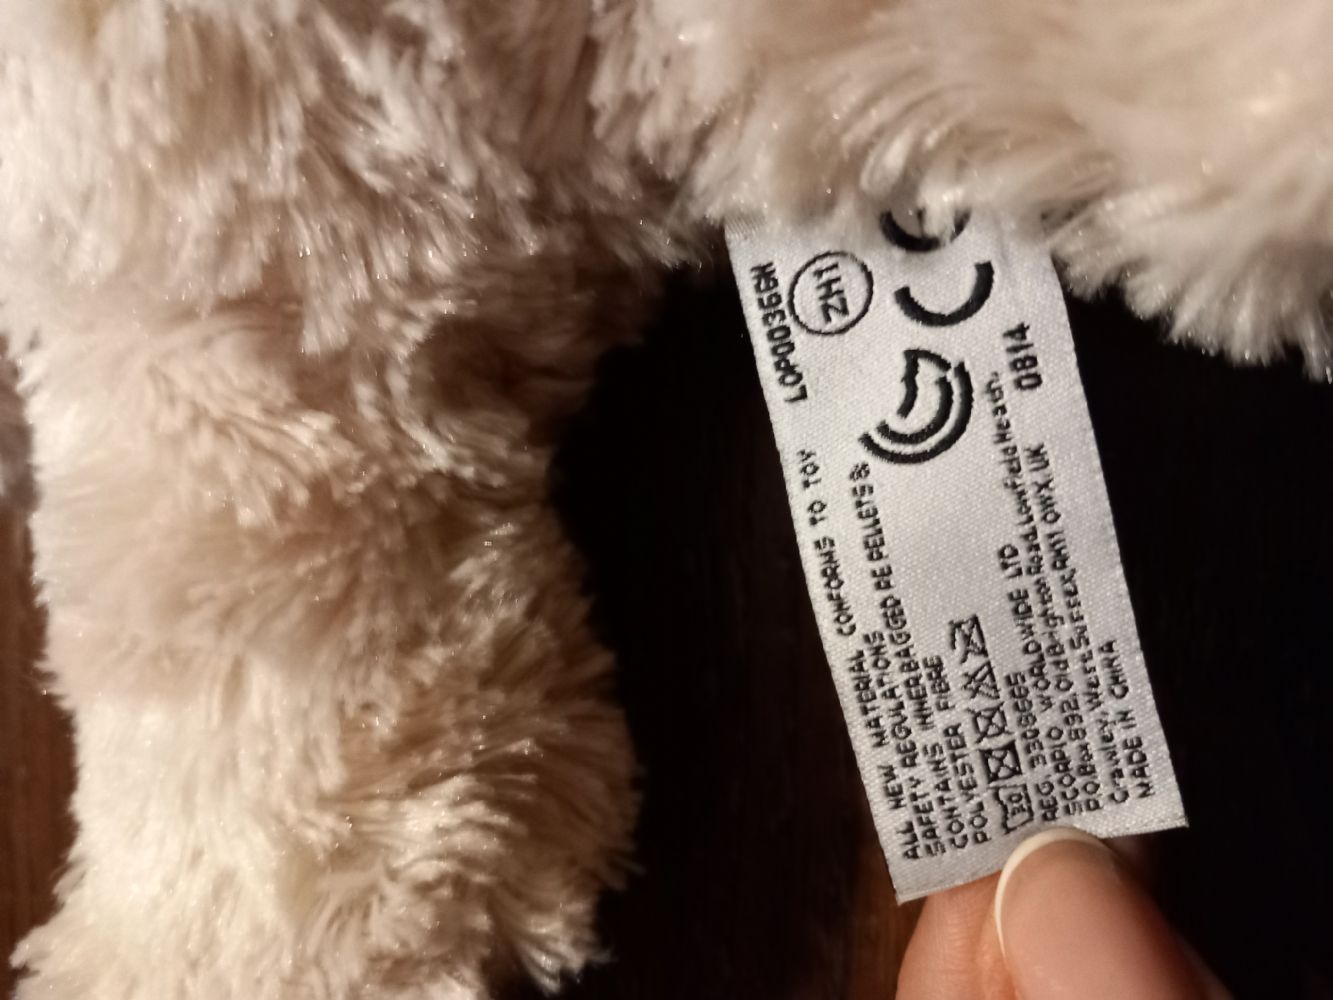 LOP0036GN
ZH11
0814
ALL NEW MATERIAL CONFORMS TO TOY
SAFETY REGULATIONS
CONTAINS INNER BAGGED PE PELLETS &
POLYESTER FIBRE
30
REG. 3308665
SCORPIO WORLDWIDE LTD
P.O.Box 892, Old Brighton Road, Lowfield Heath,
Crawley, West Sussex, RH11 0WX. UK
MADE IN CHINA